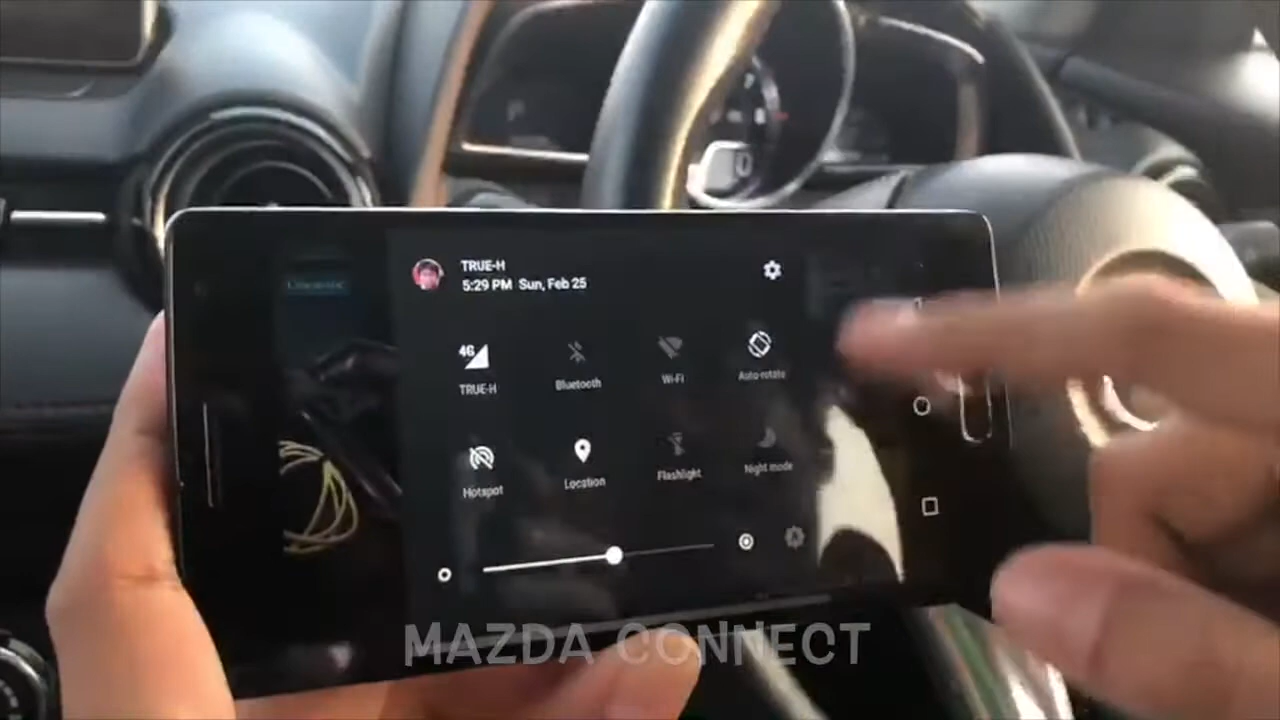 TRUE-H
5:29 PM Sun, Feb 25
4G
TRUE-H
Bluetooth
Wi-Fi
Auto-rotate
Hotspot
Location
Flashlight
Night mode
MAZDA CONNECT